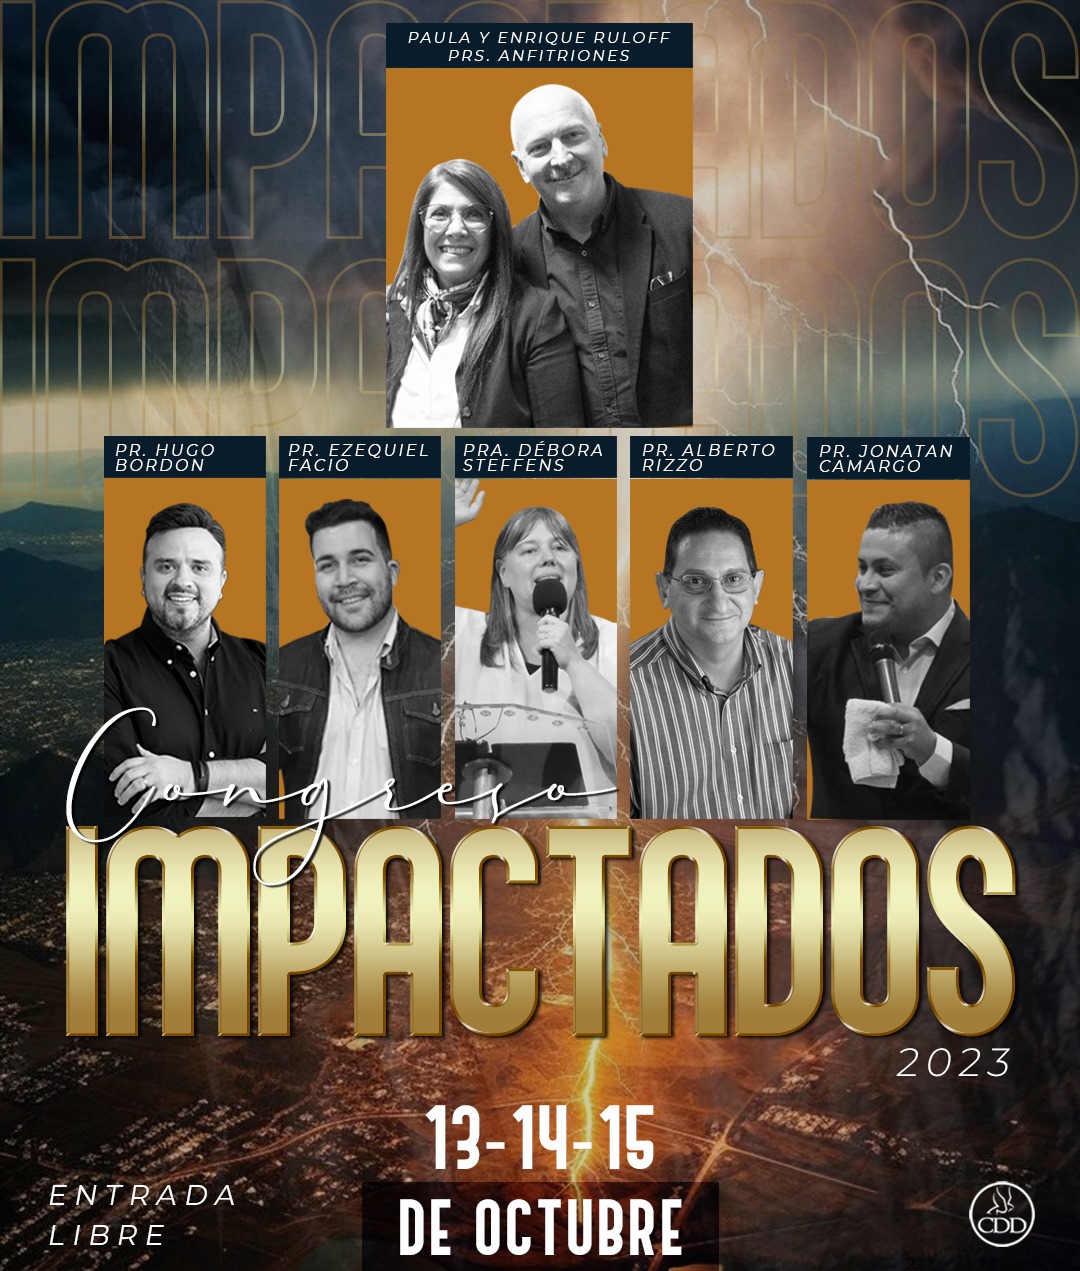 IMPACTADOS
IMPACTADOS
PAULA Y ENRIQUE RULOFF
PRS. ANFITRIONES
PR. HUGO
BORDON
PR. EZEQUIEL
FACIO
PRA. DÉBORA
STEFFENS
PR. ALBERTO
RIZZO
PR. JONATAN
CAMARGO
Congreso
IMPACTADOS
2023
13-14-15
DE OCTUBRE
ENTRADA
LIBRE
CDD